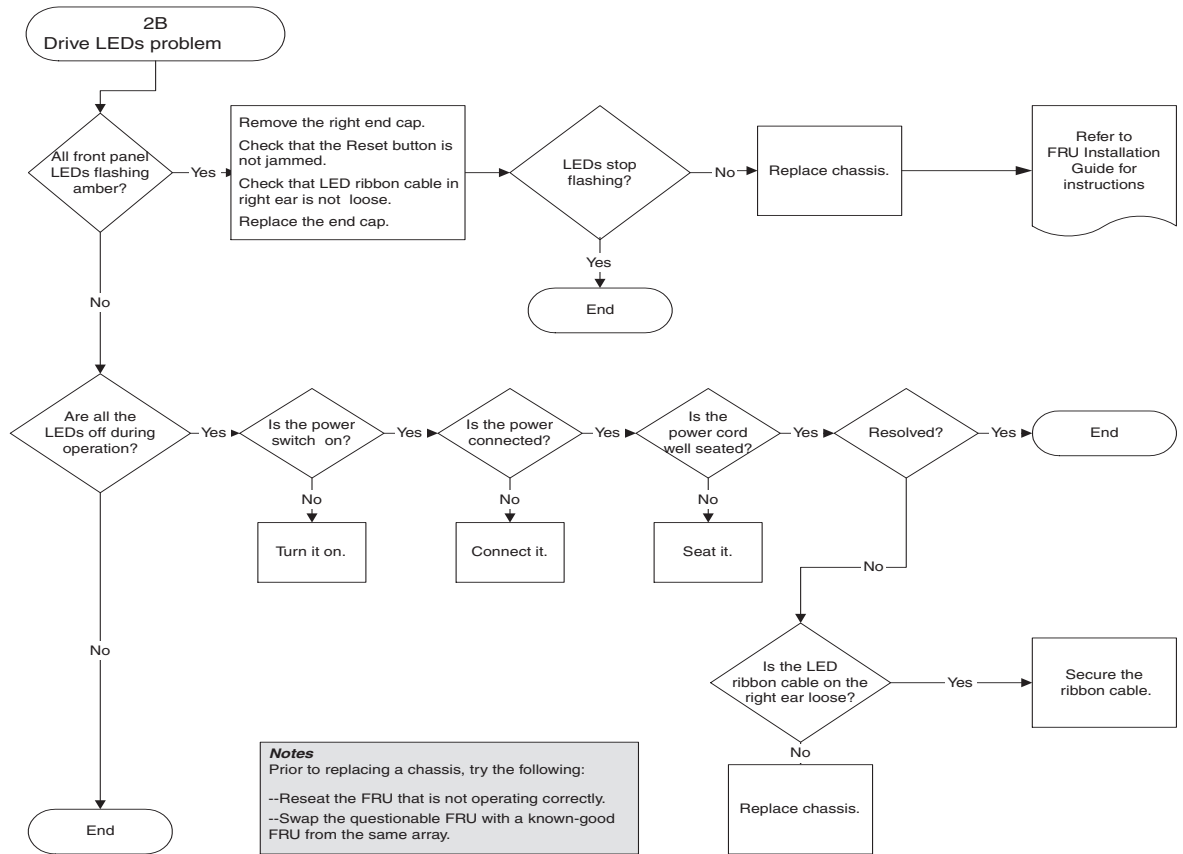 2B
Drive LEDs problem
All front panel
LEDs flashing
amber?
Yes
Remove the right end cap.
Check that the Reset button is
not jammed.
Check that LED ribbon cable in
right ear is not loose.
Replace the end cap.
LEDs stop
flashing?
No
Replace chassis.
Refer to
FRU Installation
Guide for
instructions
Yes
End
No
Are all the
LEDs off during
operation?
Yes
Is the power
switch on?
Yes
Is the power
connected?
Yes
Is the
power cord
well seated?
Yes
Resolved?
Yes
End
No
No
No
Turn it on.
Connect it.
Seat it.
No
No
Is the LED
ribbon cable on the
right ear loose?
Yes
Secure the
ribbon cable.
No
Replace chassis.
Notes
Prior to replacing a chassis, try the following:
--Reseat the FRU that is not operating correctly.
--Swap the questionable FRU with a known-good
FRU from the same array.
End